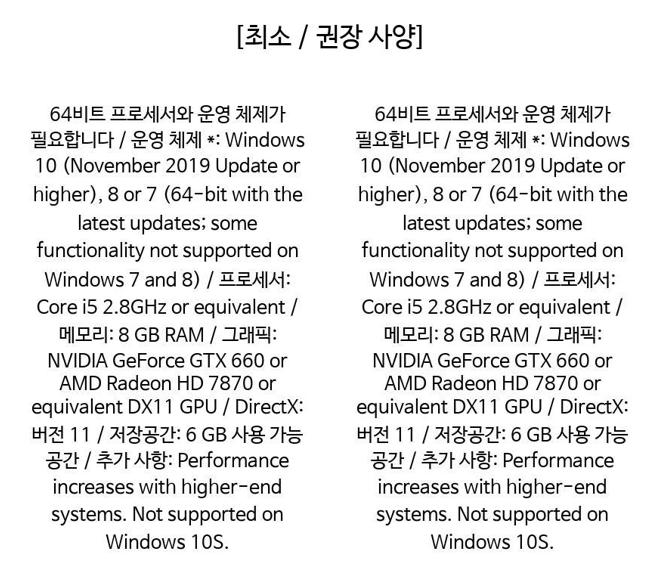 [최소 / 권장 사양]
64비트 프로세서와 운영 체제가
필요합니다 / 운영 체제 *: Windows
10 (November 2019 Update or
higher), 8 or 7 (64-bit with the
latest updates; some
functionality not supported on
Windows 7 and 8) / 프로세서:
Core i5 2.8GHz or equivalent /
메모리: 8 GB RAM / 그래픽:
NVIDIA GeForce GTX 660 or
AMD Radeon HD 7870 or
equivalent DX11 GPU / DirectX:
버전 11 / 저장공간: 6 GB 사용 가능
공간 / 추가 사항: Performance
increases with higher-end
systems. Not supported on
Windows 10S.
64비트 프로세서와 운영 체제가
필요합니다 / 운영 체제 *: Windows
10 (November 2019 Update or
higher), 8 or 7 (64-bit with the
latest updates; some
functionality not supported on
Windows 7 and 8) / 프로세서:
Core i5 2.8GHz or equivalent /
메모리: 8 GB RAM / 그래픽:
NVIDIA GeForce GTX 660 or
AMD Radeon HD 7870 or
equivalent DX11 GPU / DirectX:
버전 11 / 저장공간: 6 GB 사용 가능
공간 / 추가 사항: Performance
increases with higher-end
systems. Not supported on
Windows 10S.